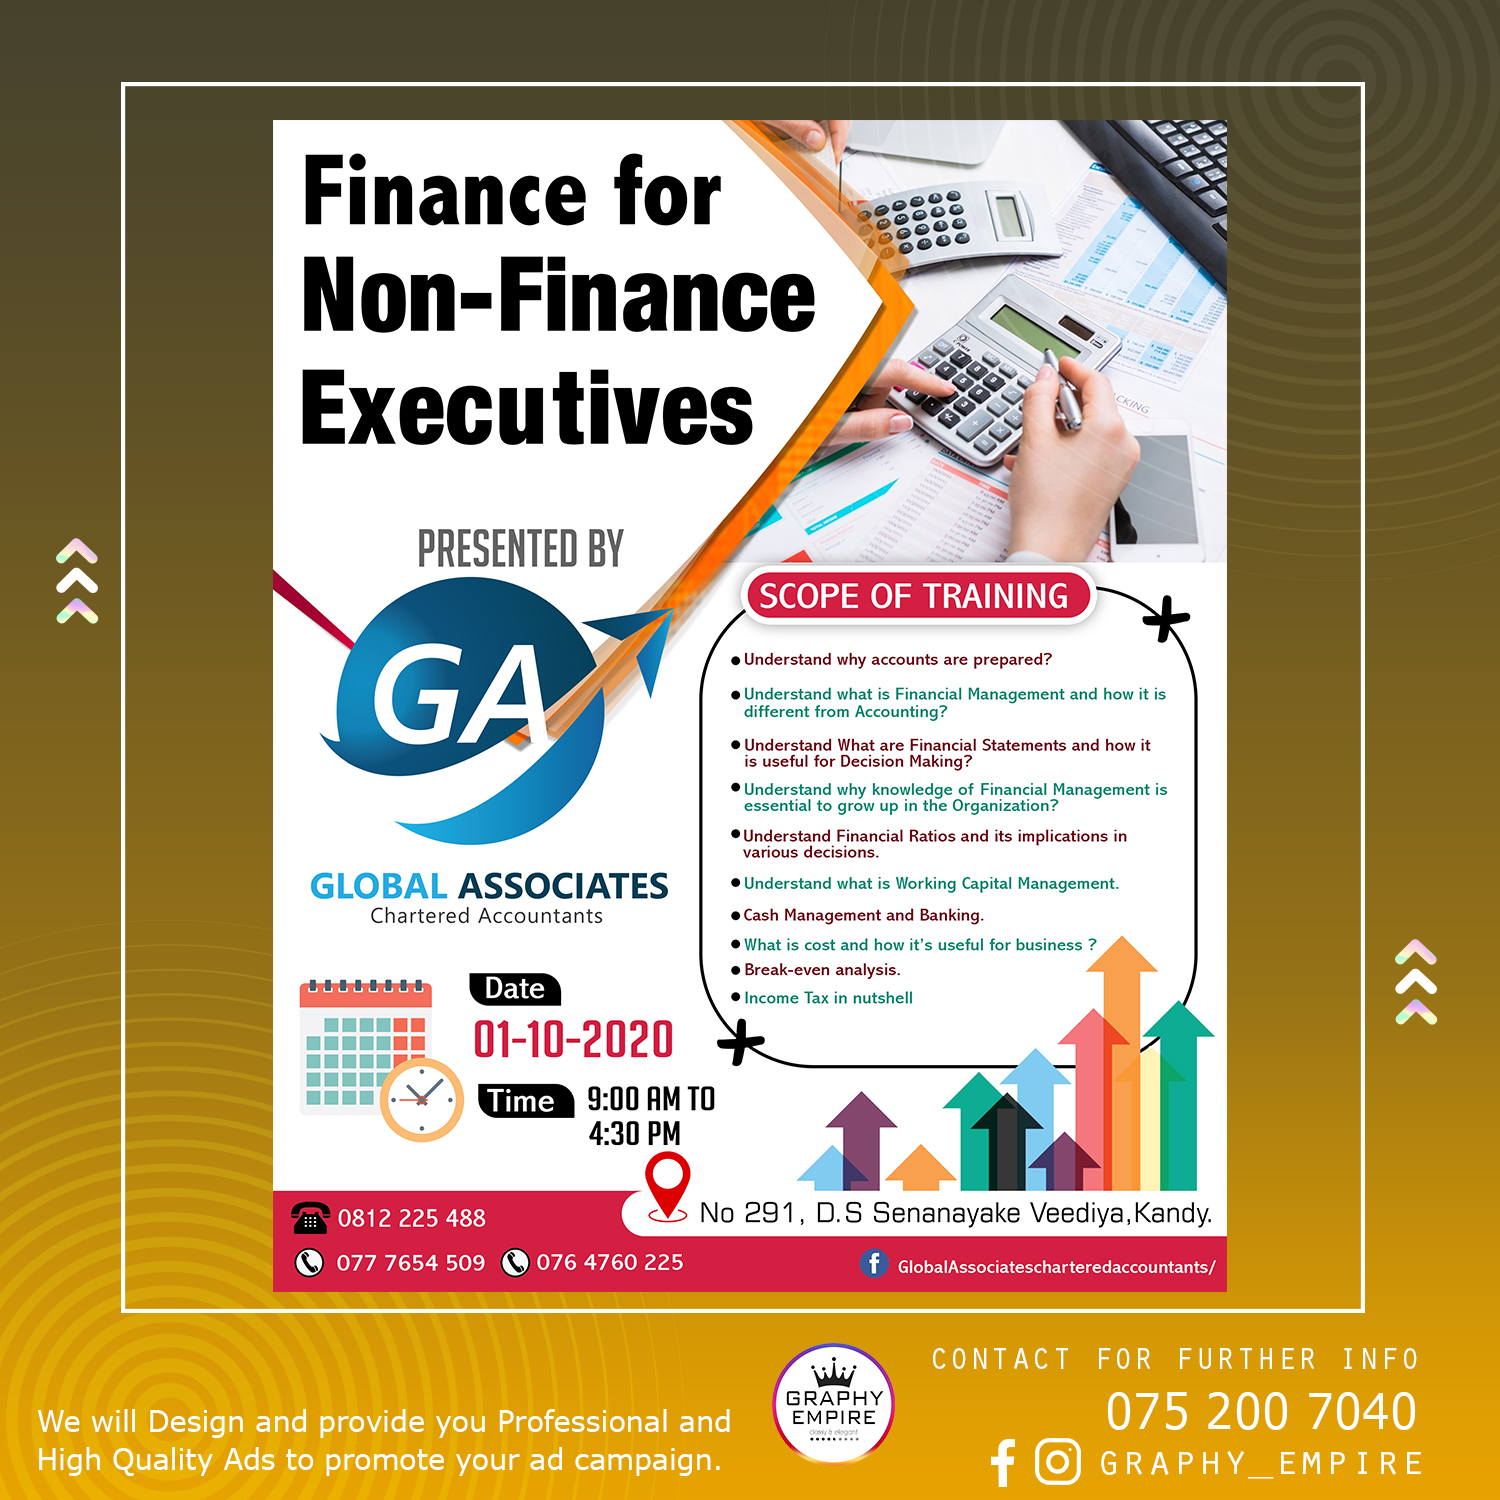 Finance for
Non-Finance
Executives
PRESENTED BY
GA
GLOBAL ASSOCIATES
Chartered Accountants
Date
01-10-2020
Time
9:00 AM TO
4:30 PM
SCOPE OF TRAINING
Understand why accounts are prepared?
Understand what is Financial Management and how it is
different from Accounting?
Understand What are Financial Statements and how it
is useful for Decision Making?
Understand why knowledge of Financial Management is
essential to grow up in the Organization?
Understand Financial Ratios and its implications in
various decisions.
Understand what is Working Capital Management.
Cash Management and Banking.
What is cost and how it's useful for business ?
Break-even analysis.
Income Tax in nutshell
No 291, D.S Senanayake Veediya,Kandy.
0812 225 488
077 7654 509 076 4760 225
GlobalAssociatescharteredaccountants/
We will Design and provide you Professional and
High Quality Ads to promote your ad campaign.
GRAPHY
EMPIRE
classy & elegant
CONTACT FOR FURTHER INFO
075 200 7040
GRAPHY_EMPIRE